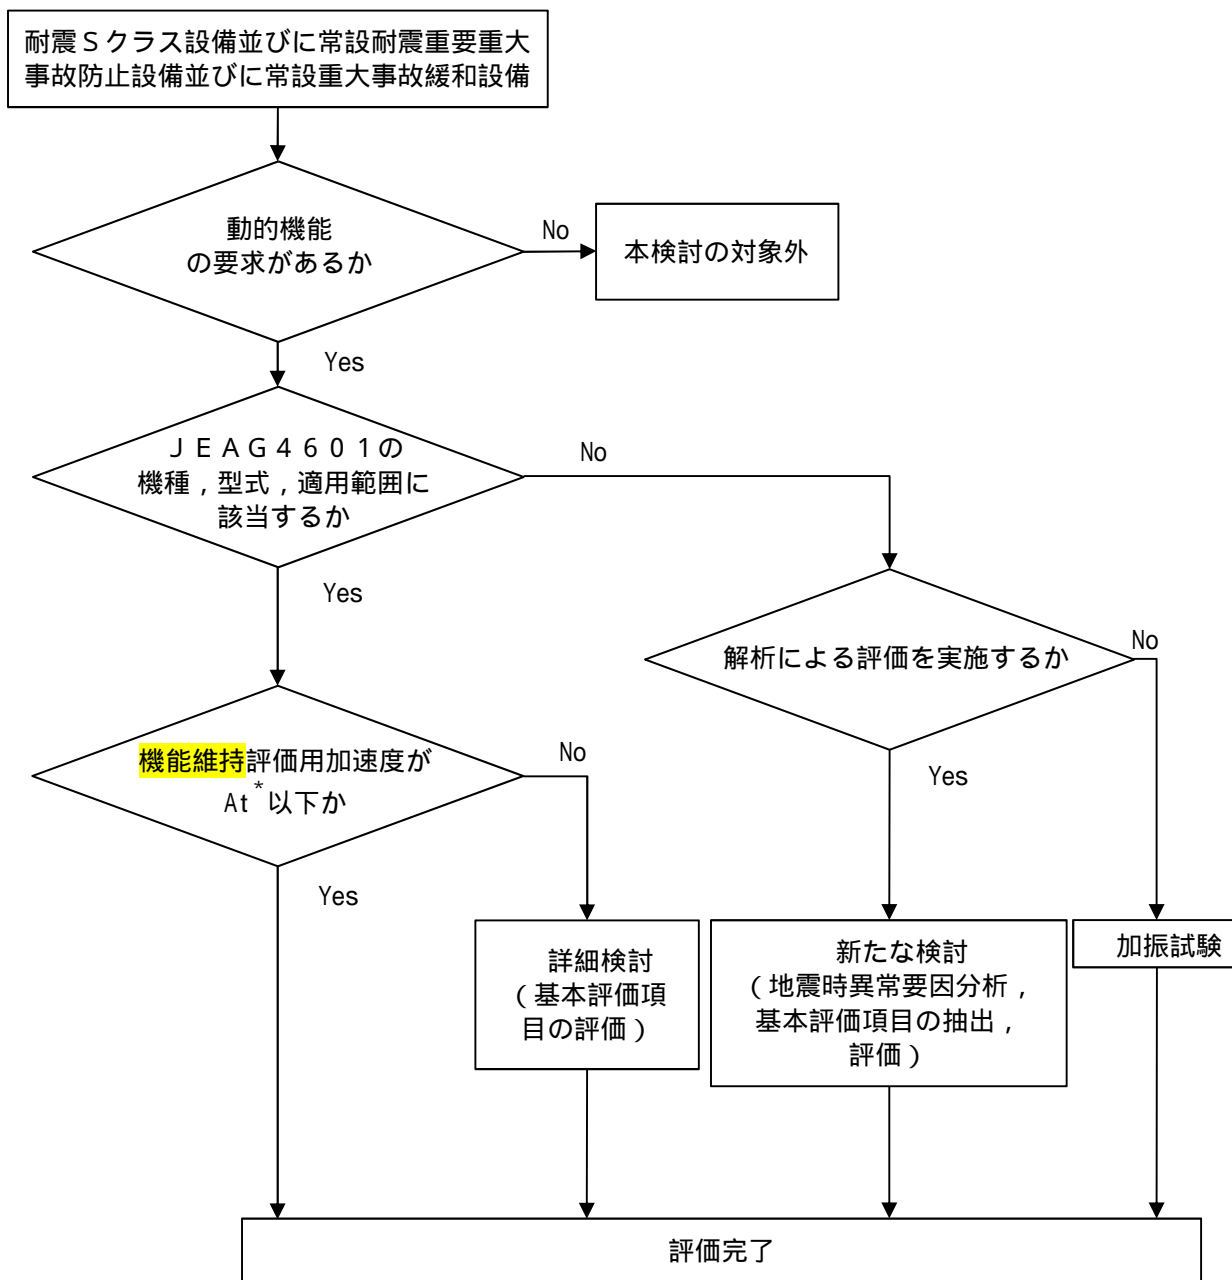 耐震Ｓクラス設備並びに常設耐震重要重大
事故防止設備並びに常設重大事故緩和設備
動的機能
の要求があるか
No
本検討の対象外
Yes
ＪＥＡＧ４６０１の
機種，型式，適用範囲に
該当するか
No
Yes
解析による評価を実施するか
No
Yes
機能維持評価用加速度が
At*以下か
No
Yes
詳細検討
（基本評価項
目の評価）
新たな検討
（地震時異常要因分析，
基本評価項目の抽出，
評価）
加振試験
評価完了